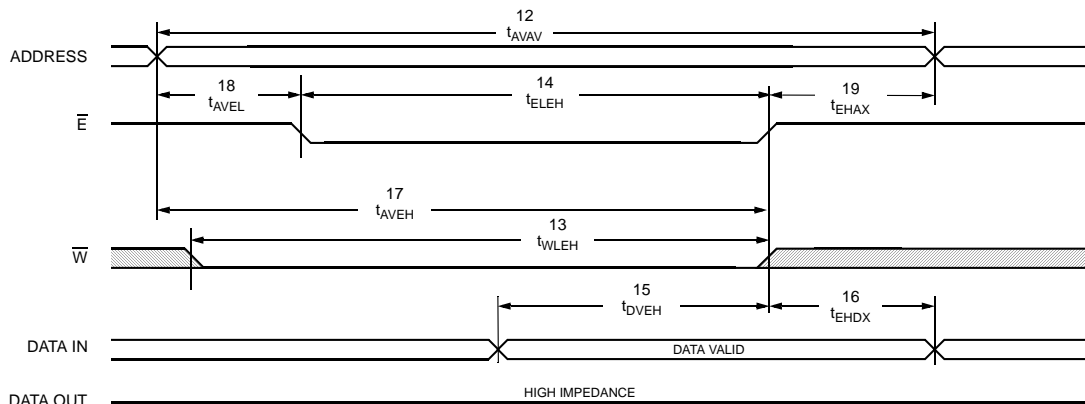 12
tAVAV
ADDRESS
18
tAVEL
14
tELEH
19
tEHAX
E
17
tAVEH
13
tWLEH
W
15
tDVEH
16
tEHDX
DATA IN
DATA VALID
DATA OUT
HIGH IMPEDANCE